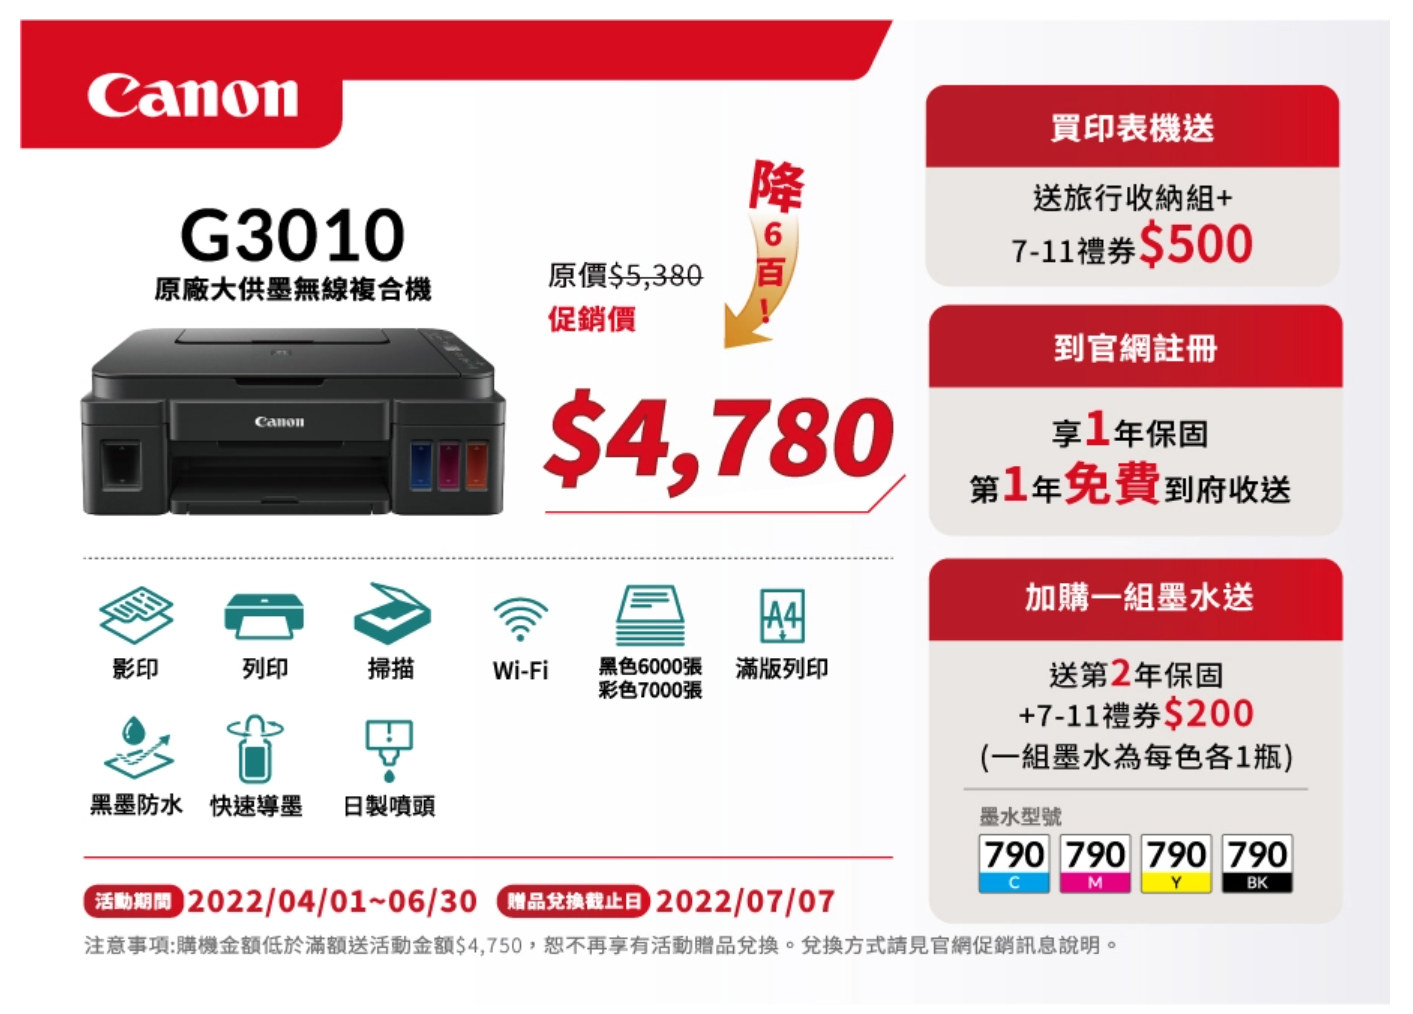 Canon
G3010
原廠大供墨無線複合機
Canon
原價$5,380
促銷價
降6百!
$4,780
影印
列印
掃描
Wi-Fi
黑色6000張
彩色7000張
A4
滿版列印
黑墨防水
快速導墨
日製噴頭
活動期間 2022/04/01~06/30 贈品兌換截止日 2022/07/07
注意事項:購機金額低於滿額送活動金額$4,750，恕不再享有活動贈品兌換。兌換方式請見官網促銷訊息說明。
買印表機送
送旅行收納組+
7-11禮券$500
到官網註冊
享1年保固
第1年免費到府收送
加購一組墨水送
送第2年保固
+7-11禮券$200
(一組墨水為每色各1瓶)
墨水型號
790 790 790 790
C M Y BK